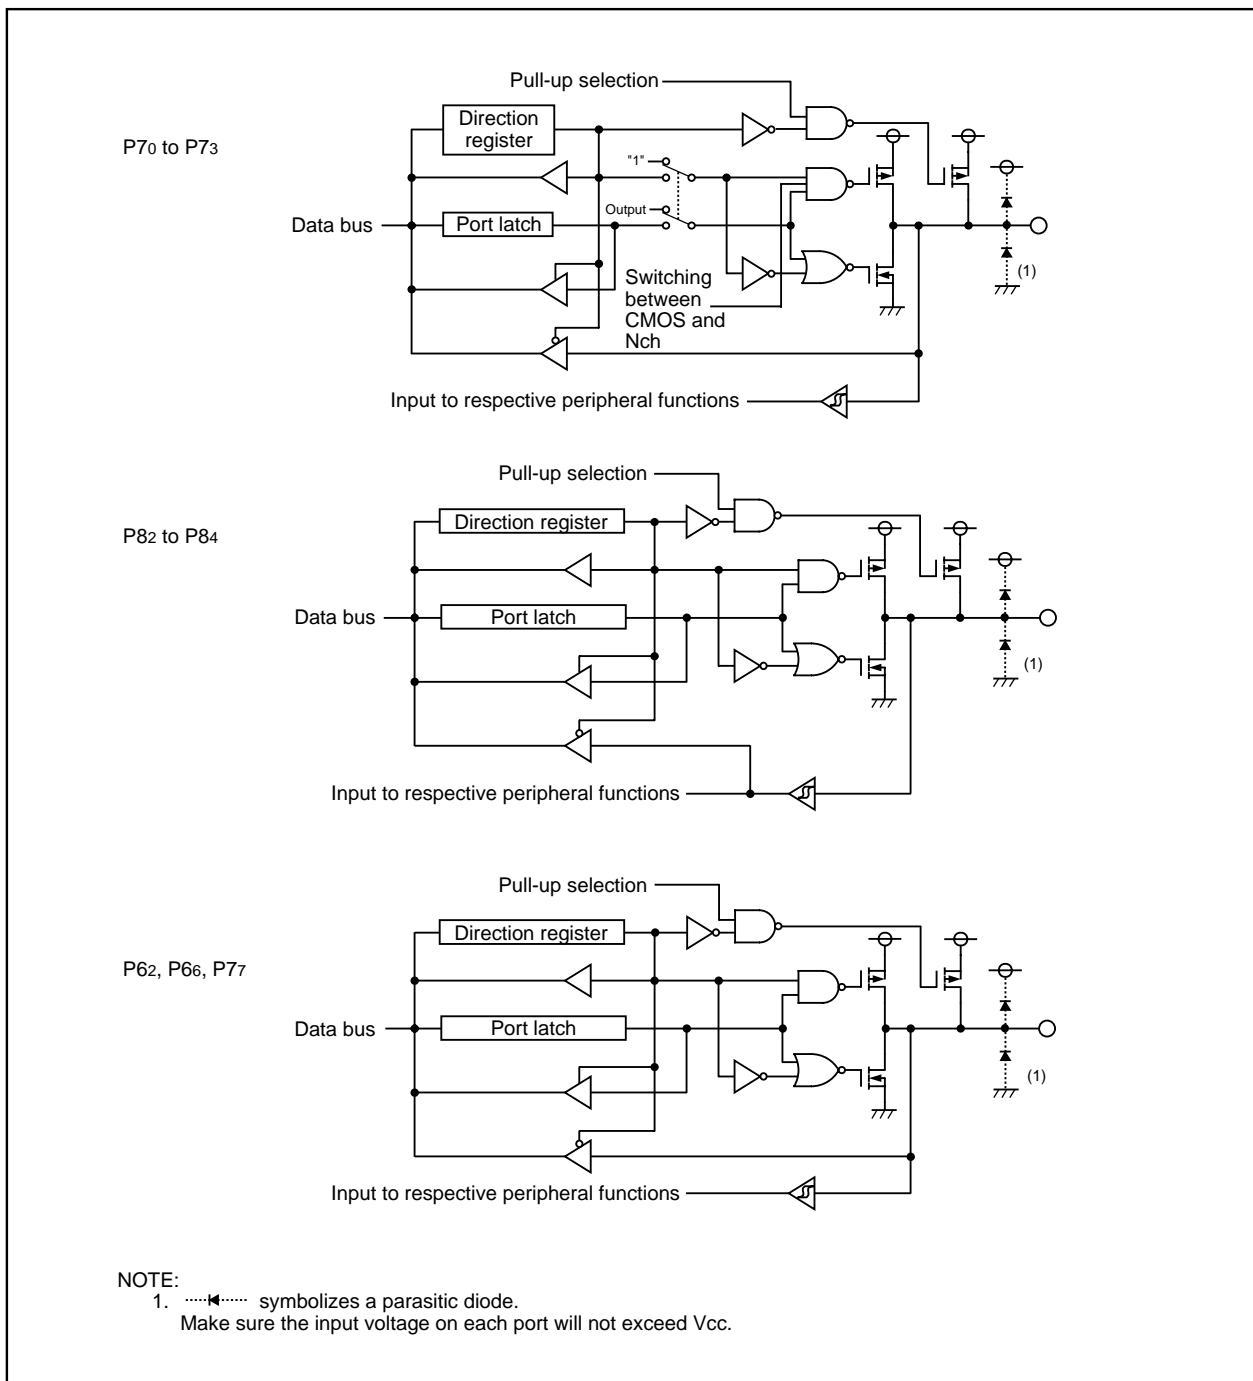 Pull-up selection
Direction
register
P70 to P73
"1"
Output
Data bus
Port latch
(1)
Switching
between
CMOS and
Nch
Input to respective peripheral functions
Pull-up selection
Direction register
P82 to P84
Data bus
Port latch
(1)
Input to respective peripheral functions
Pull-up selection
Direction register
P62, P66, P77
Data bus
Port latch
(1)
Input to respective peripheral functions
NOTE:
1. symbolizes a parasitic diode.
Make sure the input voltage on each port will not exceed Vcc.